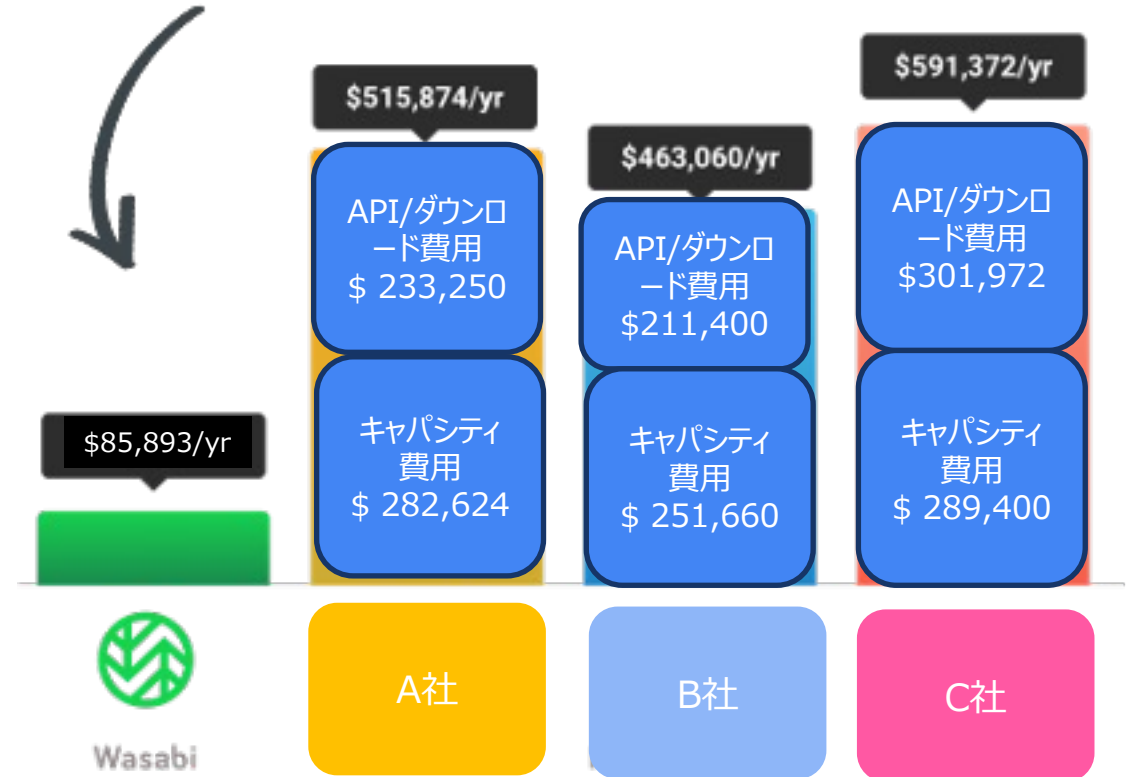 $85,893/yr
Wasabi
$515,874/yr
API/ダウンロ
ード費用
$ 233,250
キャパシティ
費用
$ 282,624
A社
$463,060/yr
API/ダウンロ
ード費用
$211,400
キャパシティ
費用
$ 251,660
B社
$591,372/yr
API/ダウンロ
ード費用
$301,972
キャパシティ
費用
$ 289,400
C社